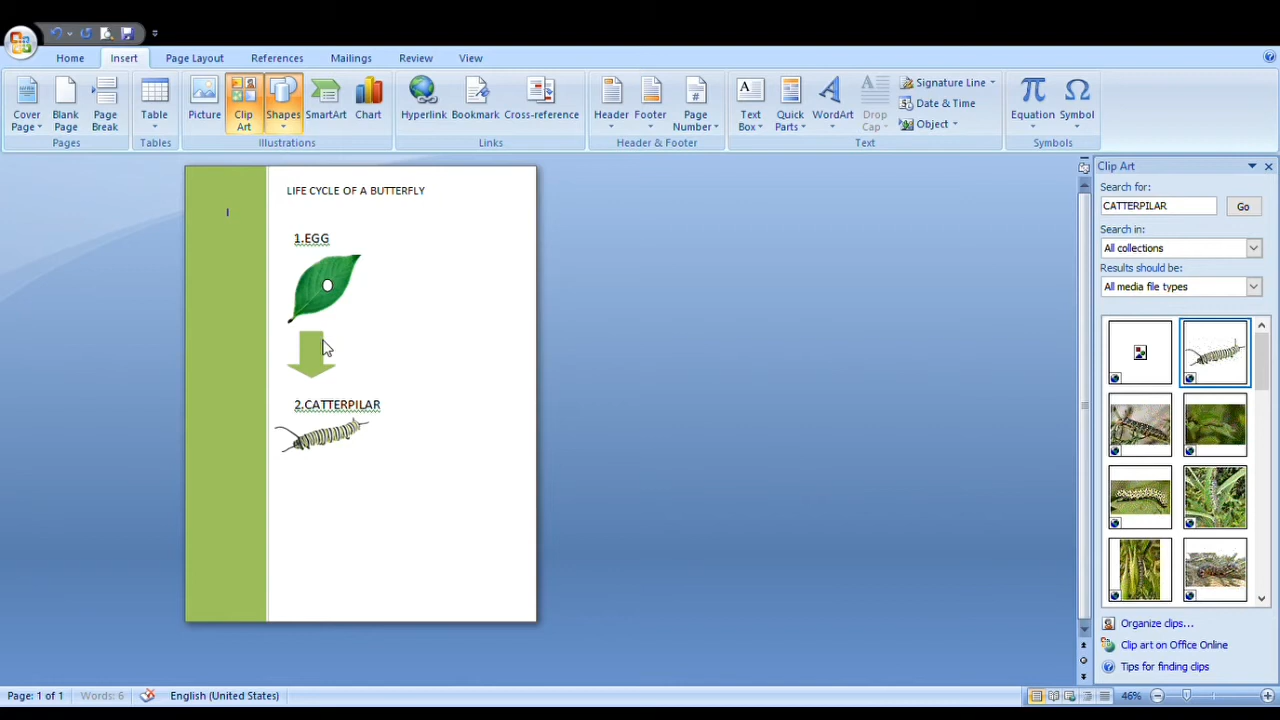 Home Insert Page Layout References Mailings Review View
Cover Page Blank Page Page Break Table Picture Clip Art Shapes SmartArt Chart Hyperlink Bookmark Cross-reference Header Footer Page Number Text Box Quick Parts WordArt Drop Cap Signature Line Date & Time Object Equation Symbol
Pages Tables Illustrations Links Header & Footer Text Symbols
LIFE CYCLE OF A BUTTERFLY
1.EGG
2.CATTERPILAR
Clip Art
Search for:
CATTERPILAR Go
Search in:
All collections
Results should be:
All media file types
Organize clips...
Clip art on Office Online
Tips for finding clips
Page: 1 of 1 Words: 6 English (United States) 46%